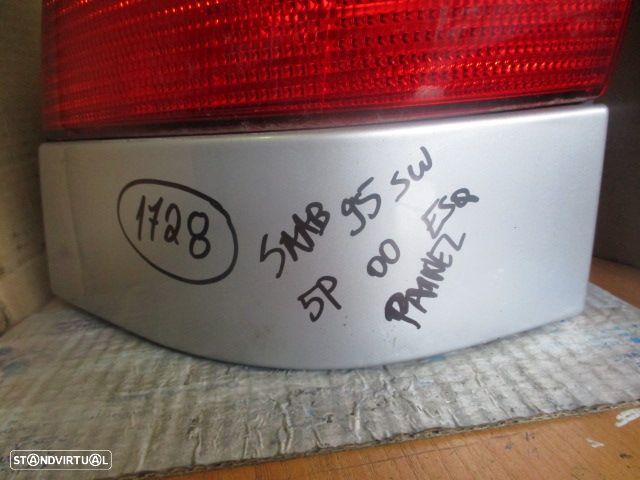 1728
SAAB 95 SW
5P 00 ESQ
PAINEL
STANDVIRTUAL